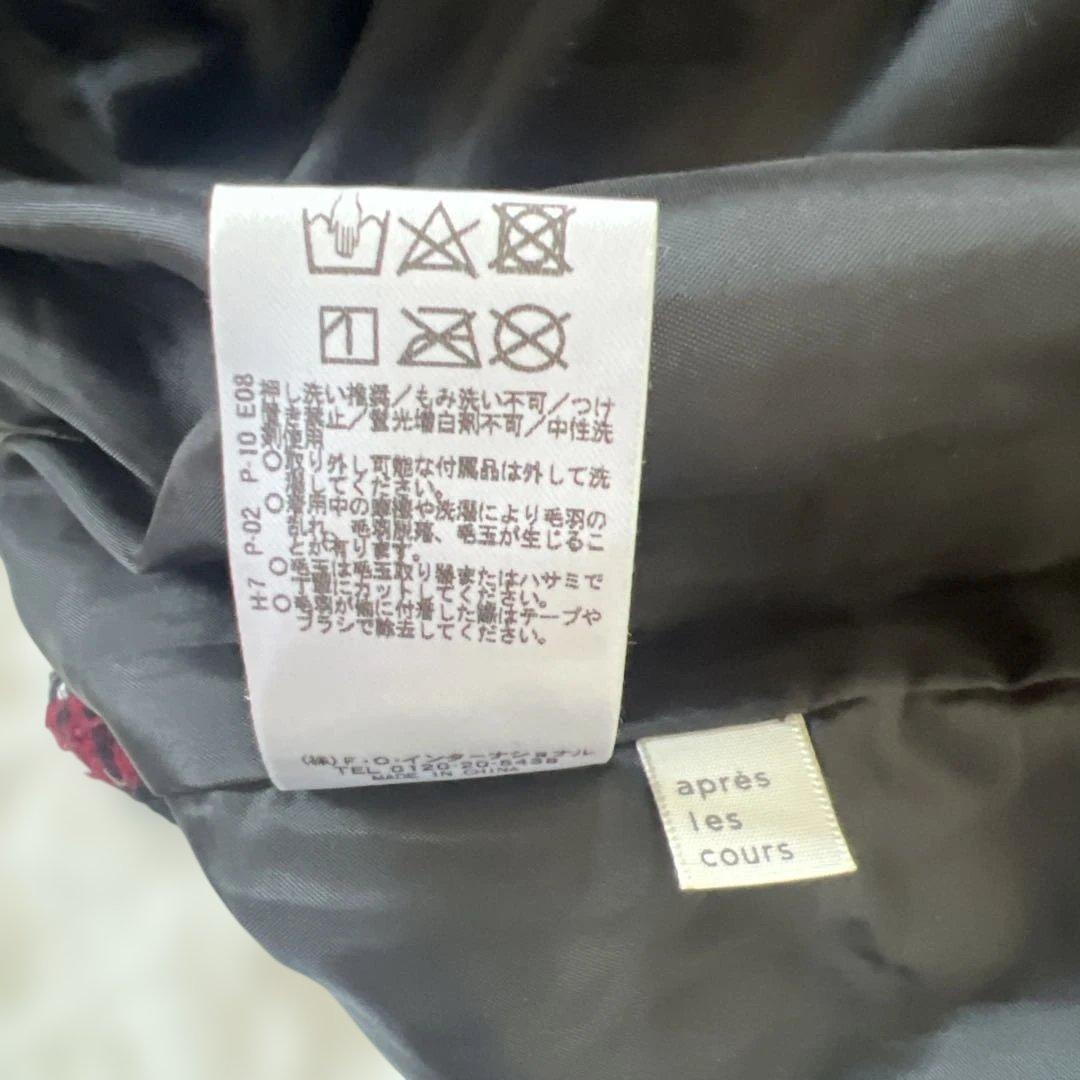 押し洗い推奨/もみ洗い不可/つけ
置き禁止/蛍光増白剤不可/中性洗
剤使用
○取り外し可能な付属品は外して洗
濯してください。
○着用中の摩擦や洗濯により毛羽の
乱れ、毛羽脱落、毛玉が生じるこ
とが有ります。
○毛玉は毛玉取り器またはハサミで
丁寧にカットしてください。
○毛羽が他に付着した際はテープや
ブラシで除去してください。
H-7 P-02 P-10 E08
(株)F・O・インターナショナル
TEL 0120-20-5438
MADE IN CHINA
après
les
cours